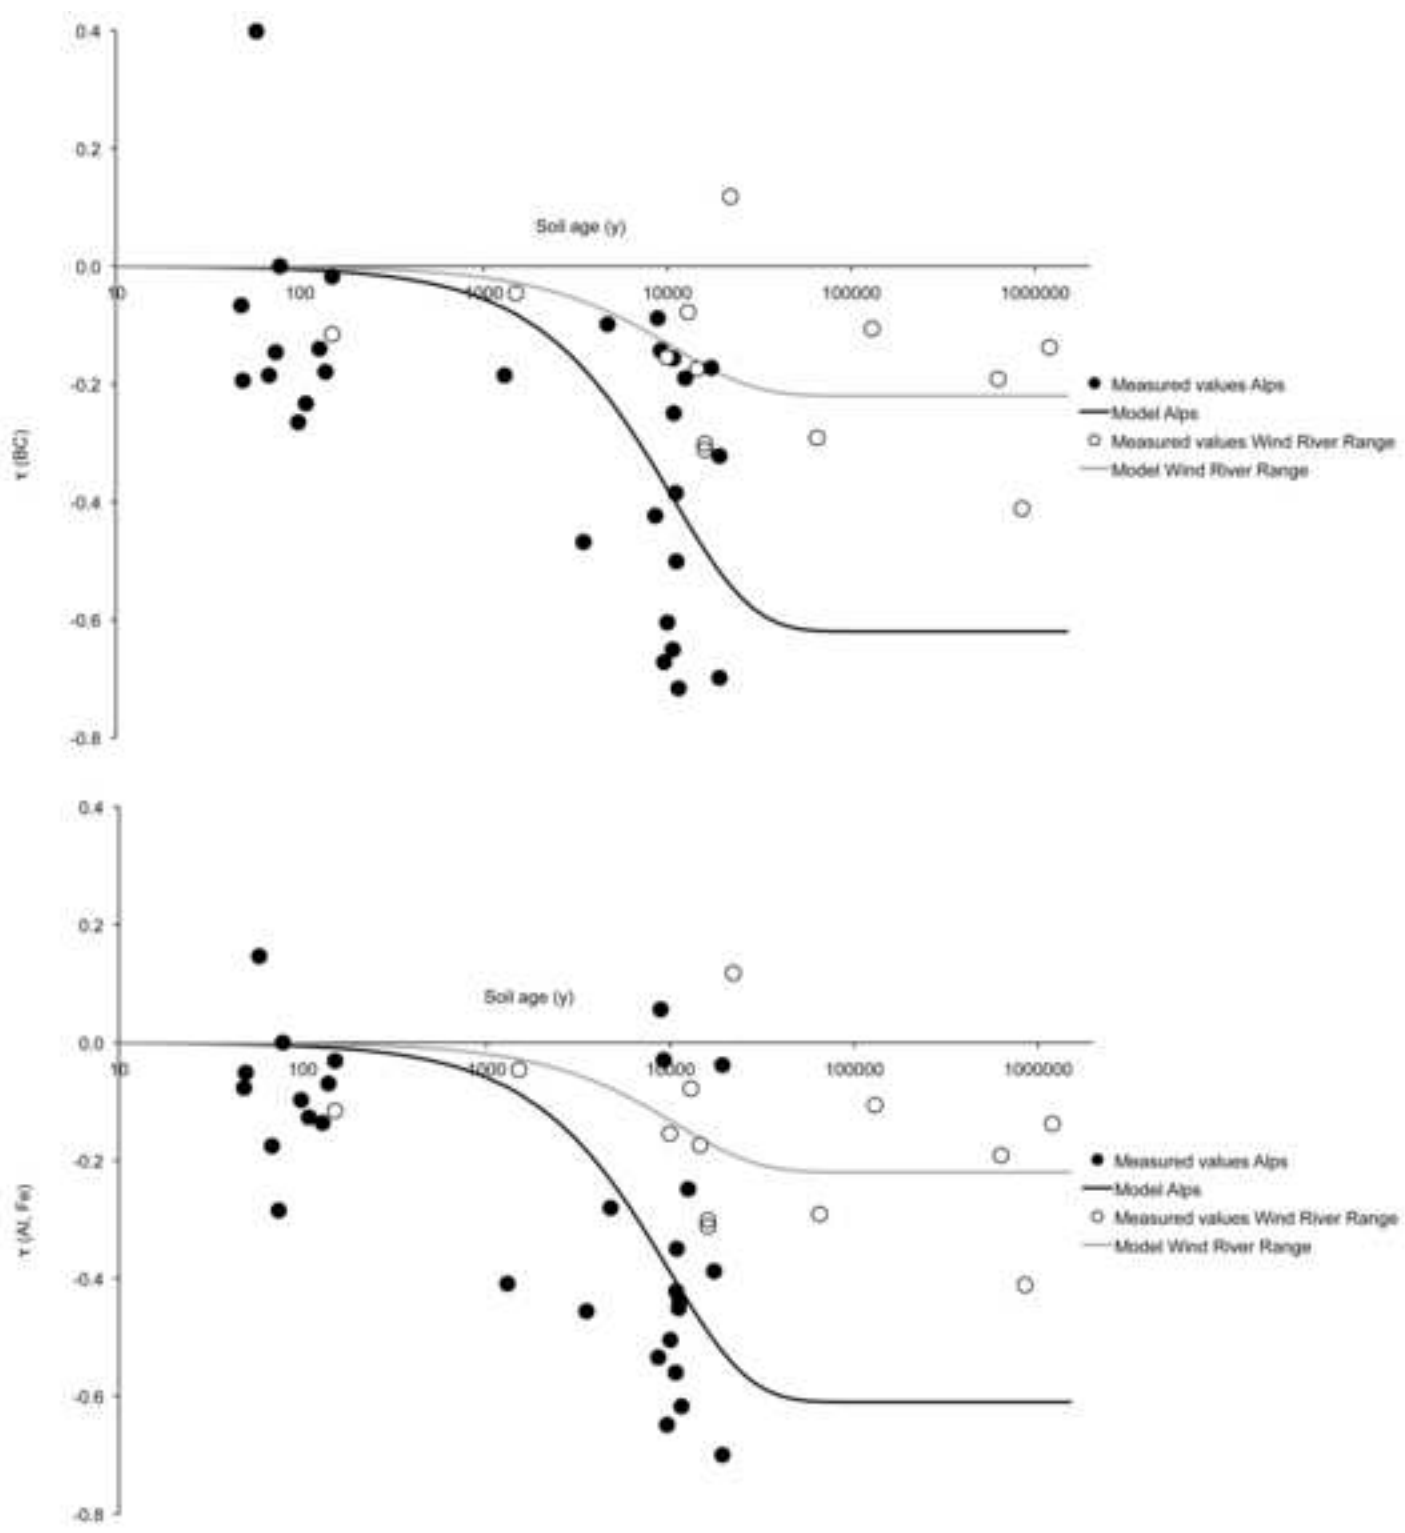 0.4
0.2
Soil age (y)
0.0
10 100 1000 10000 100000 1000000
-0.2
Measured values Alps
Model Alps
Measured values Wind River Range
Model Wind River Range
τ (BC)
-0.4
-0.6
-0.8
0.4
0.2
Soil age (y)
0.0
10 100 1000 10000 100000 1000000
-0.2
Measured values Alps
Model Alps
Measured values Wind River Range
Model Wind River Range
τ (Al, Fe)
-0.4
-0.6
-0.8